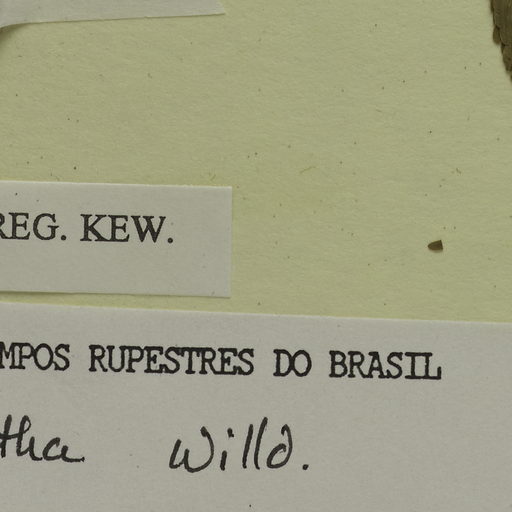 REG. KEW.
MPOS RUPESTRES DO BRASIL
tha Willd.